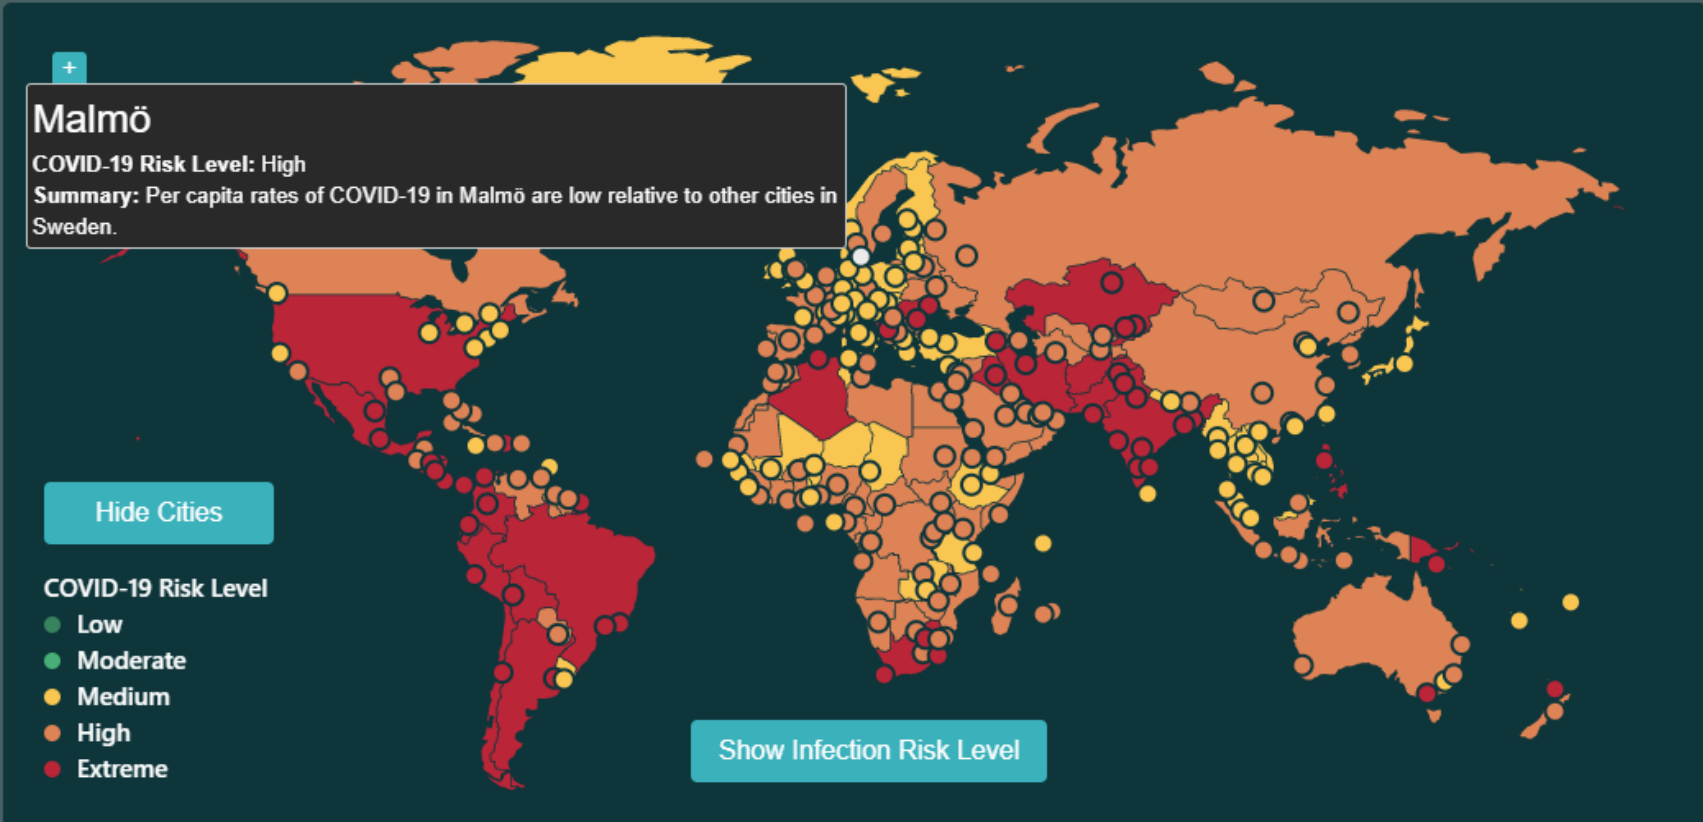 +
Malmö
COVID-19 Risk Level: High
Summary: Per capita rates of COVID-19 in Malmö are low relative to other cities in
Sweden.
Hide Cities
COVID-19 Risk Level
Low
Moderate
Medium
High
Extreme
Show Infection Risk Level